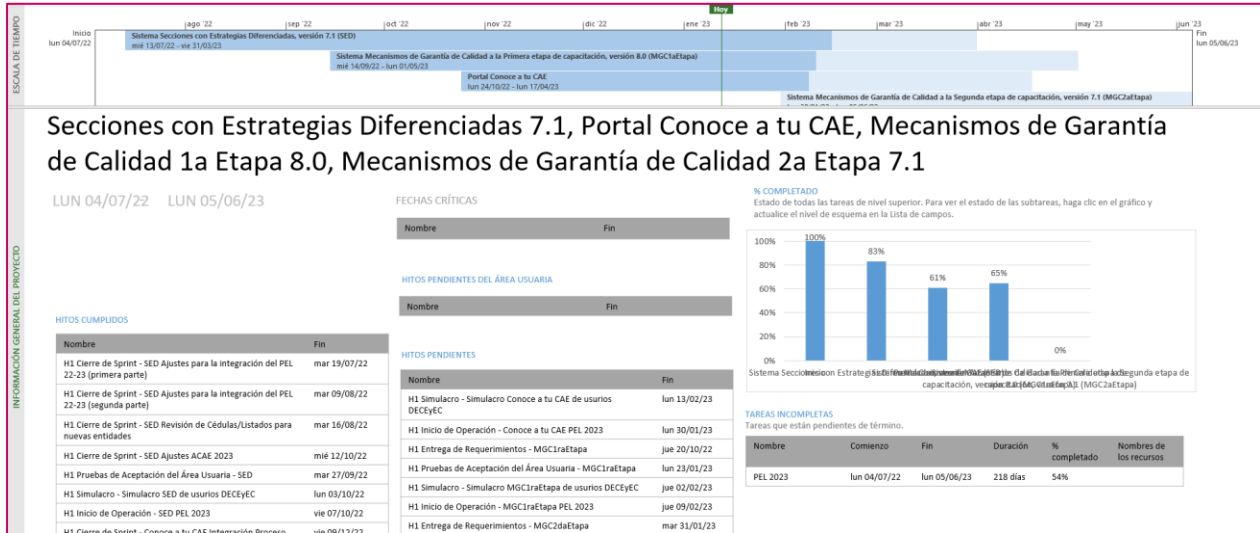 Hoy
ESCALA DE TIEMPO
Inicio
lun 04/07/22
ago '22
sep '22
oct '22
nov '22
dic '22
ene '23
feb '23
mar '23
abr '23
may '23
jun '23
Fin
lun 05/06/23
Sistema Secciones con Estrategias Diferenciadas, versión 7.1 (SED)
mié 13/07/22 - vie 31/03/23
Sistema Mecanismos de Garantía de Calidad a la Primera etapa de capacitación, versión 8.0 (MGC1aEtapa)
mié 14/09/22 - lun 01/05/23
Portal Conoce a tu CAE
lun 24/10/22 - lun 17/04/23
Sistema Mecanismos de Garantía de Calidad a la Segunda etapa de capacitación, versión 7.1 (MGC2aEtapa)
INFORMACIÓN GENERAL DEL PROYECTO
Secciones con Estrategias Diferenciadas 7.1, Portal Conoce a tu CAE, Mecanismos de Garantía
de Calidad 1a Etapa 8.0, Mecanismos de Garantía de Calidad 2a Etapa 7.1
LUN 04/07/22 LUN 05/06/23
HITOS CUMPLIDOS
Nombre Fin
H1 Cierre de Sprint - SED Ajustes para la integración del PEL mar 19/07/22
22-23 (primera parte)
H1 Cierre de Sprint - SED Ajustes para la integración del PEL mar 09/08/22
22-23 (segunda parte)
H1 Cierre de Sprint - SED Revisión de Cédulas/Listados para mar 16/08/22
nuevas entidades
H1 Cierre de Sprint - SED Ajustes ACAE 2023 mié 12/10/22
H1 Pruebas de Aceptación del Área Usuaria - SED mar 27/09/22
H1 Simulacro - Simulacro SED de usurios DECEyEC lun 03/10/22
H1 Inicio de Operación - SED PEL 2023 vie 07/10/22
H1 Cierre de Sprint - Conoce a tu CAE Integración Proceso vie 09/12/22
FECHAS CRÍTICAS
Nombre Fin
HITOS PENDIENTES DEL ÁREA USUARIA
Nombre Fin
HITOS PENDIENTES
Nombre Fin
H1 Simulacro - Simulacro Conoce a tu CAE de usurios lun 13/02/23
DECEyEC
H1 Inicio de Operación - Conoce a tu CAE PEL 2023 lun 30/01/23
H1 Entrega de Requerimientos - MGC1raEtapa jue 20/10/22
H1 Pruebas de Aceptación del Área Usuaria - MGC1raEtapa lun 23/01/23
H1 Simulacro - Simulacro MGC1raEtapa de usurios DECEyEC jue 02/02/23
H1 Inicio de Operación - MGC1raEtapa PEL 2023 jue 09/02/23
H1 Entrega de Requerimientos - MGC2daEtapa mar 31/01/23
% COMPLETADO
Estado de todas las tareas de nivel superior. Para ver el estado de las subtareas, haga clic en el gráfico y
actualice el nivel de esquema en la Lista de campos.
100%
80%
60%
40%
20%
0%
100%
83%
61%
65%
0%
TAREAS INCOMPLETAS
Tareas que están pendientes de término.
Nombre Comienzo Fin Duración % completado Nombres de los recursos
PEL 2023 lun 04/07/22 lun 05/06/23 218 días 54%